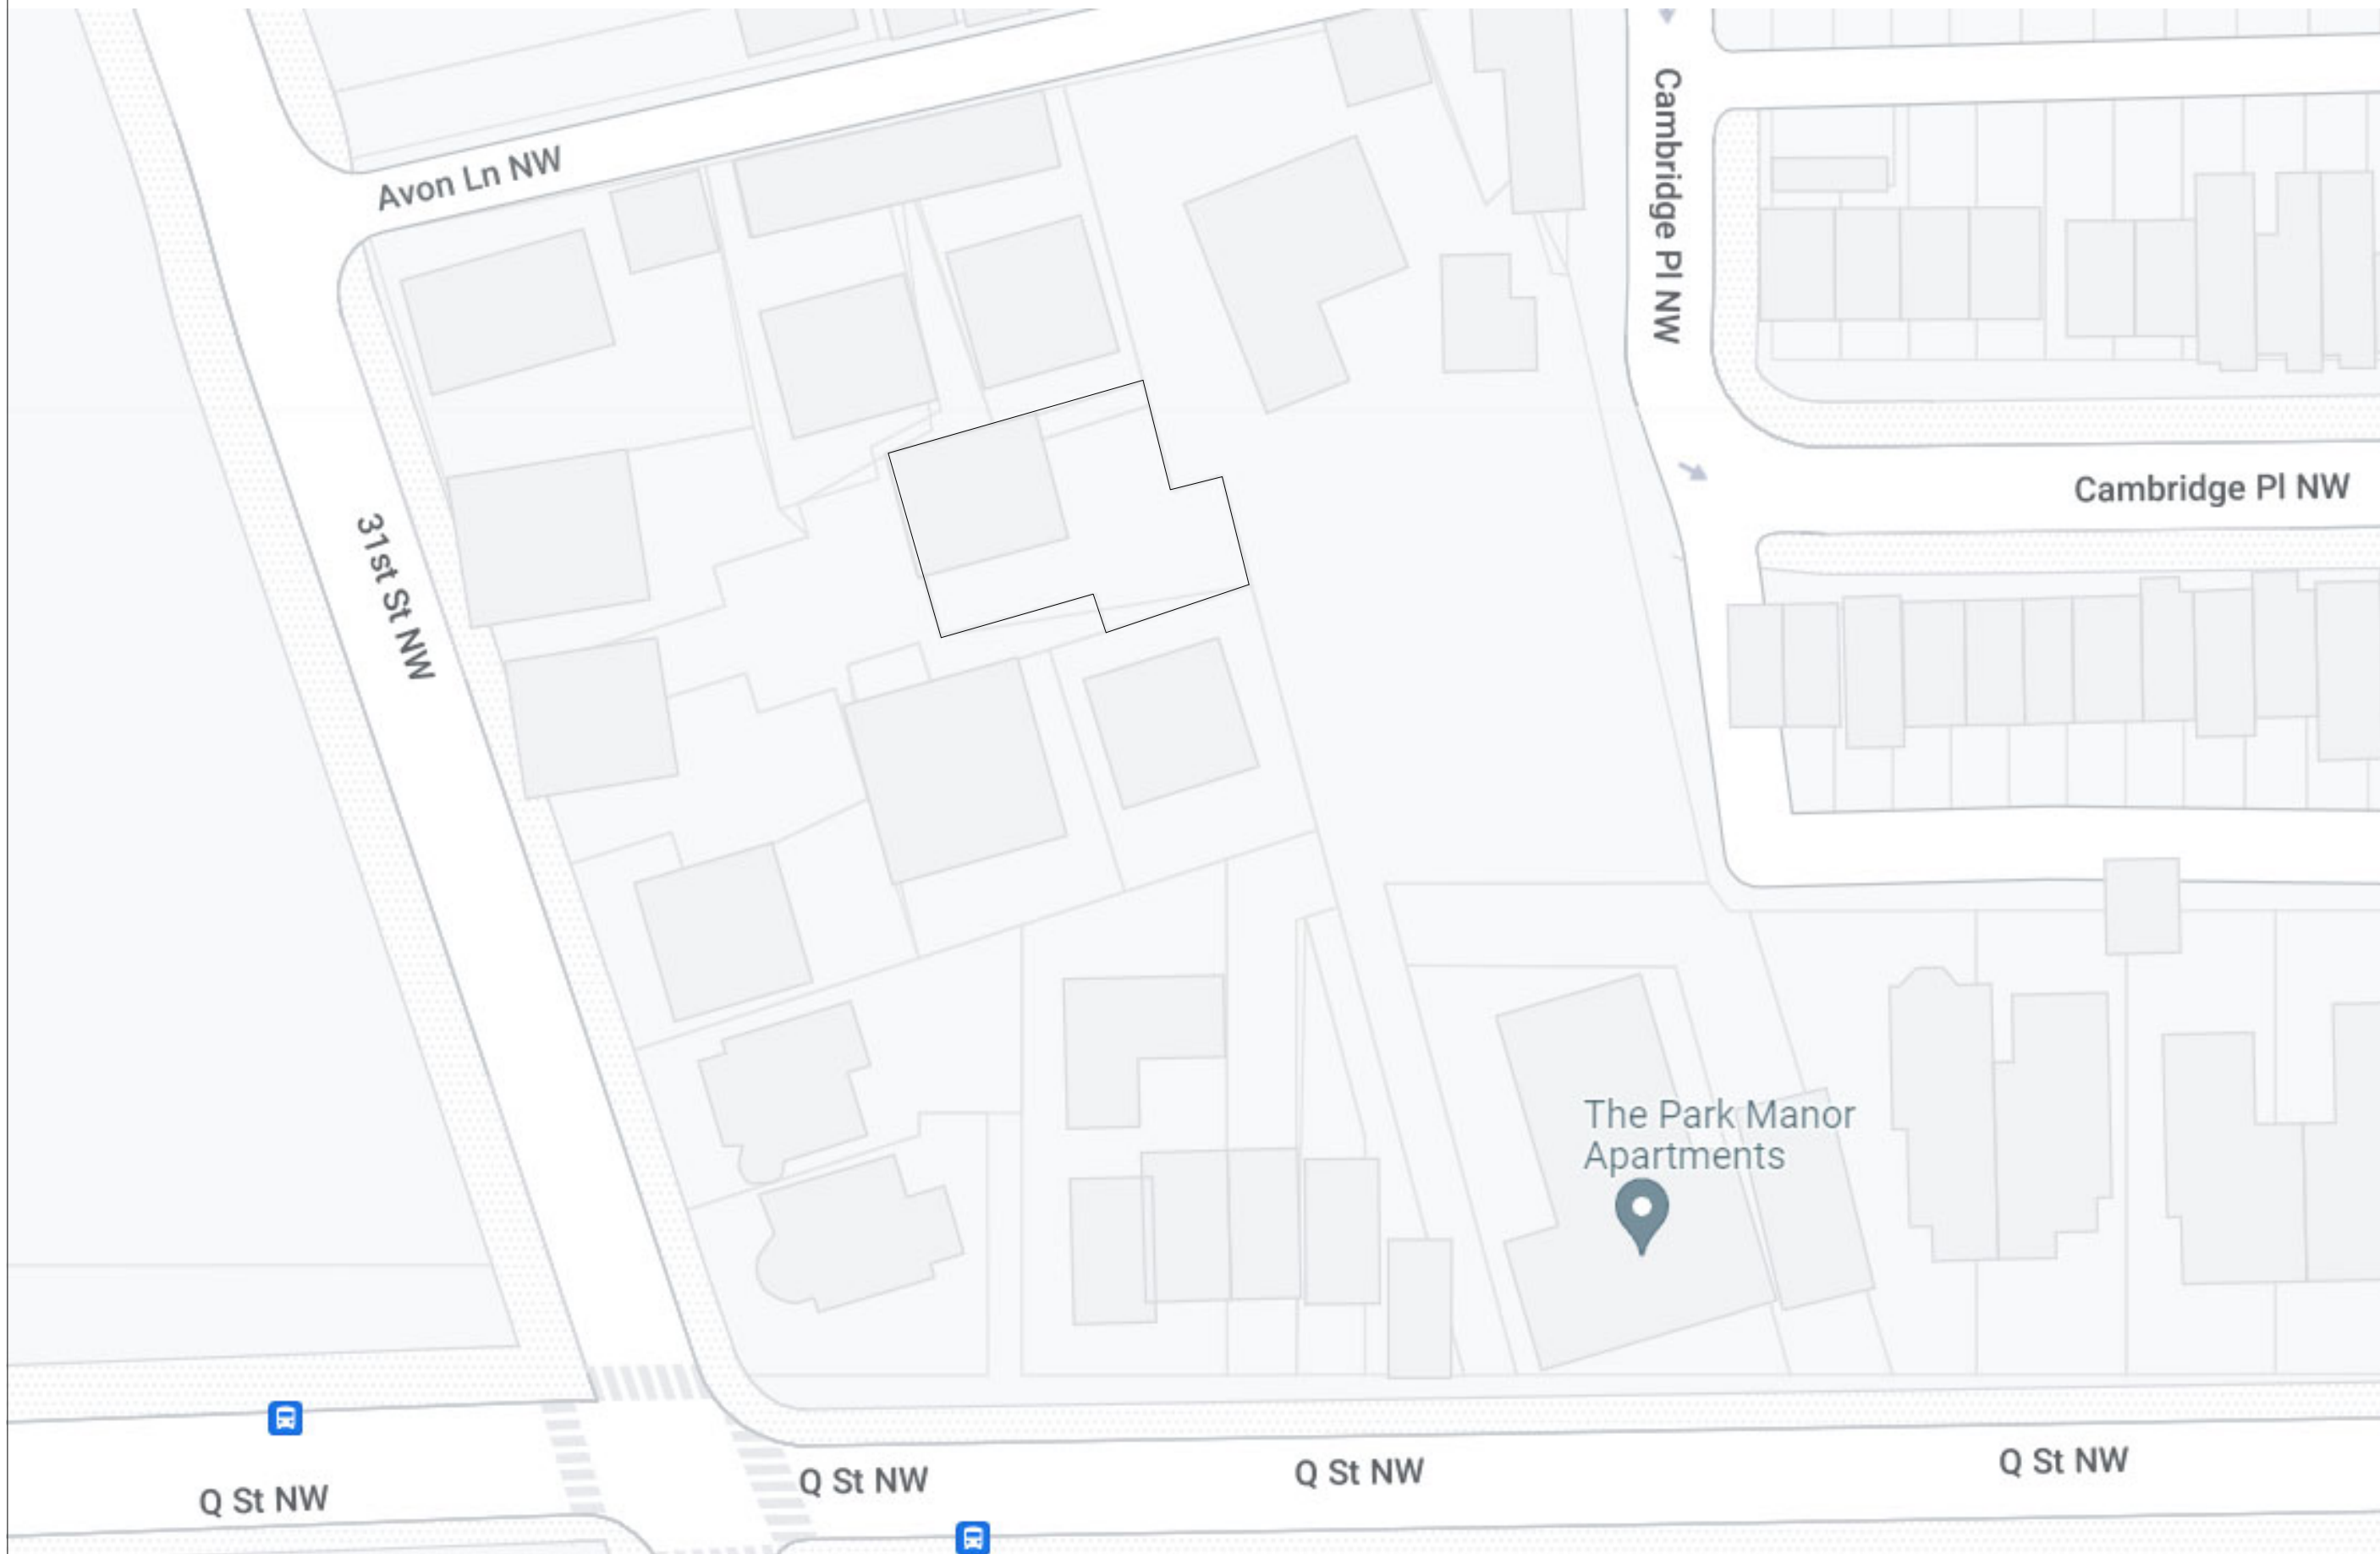 Avon Ln NW
Cambridge Pl NW
Cambridge Pl NW
31st St NW
The Park Manor
Apartments
Q St NW
Q St NW
Q St NW
Q St NW